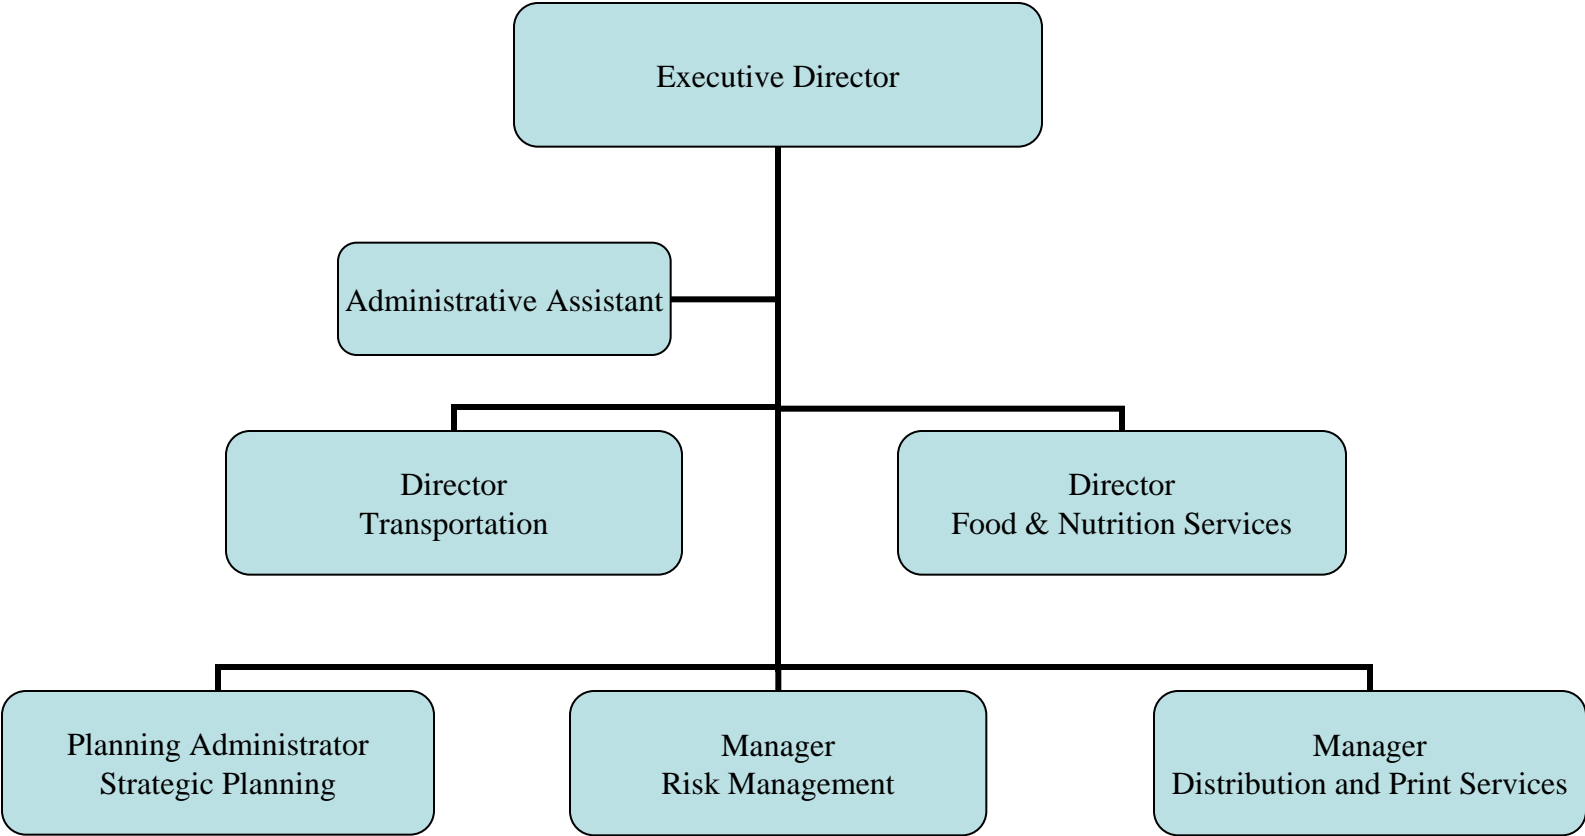 Executive Director
Administrative Assistant
Director
Transportation
Director
Food & Nutrition Services
Planning Administrator
Strategic Planning
Manager
Risk Management
Manager
Distribution and Print Services